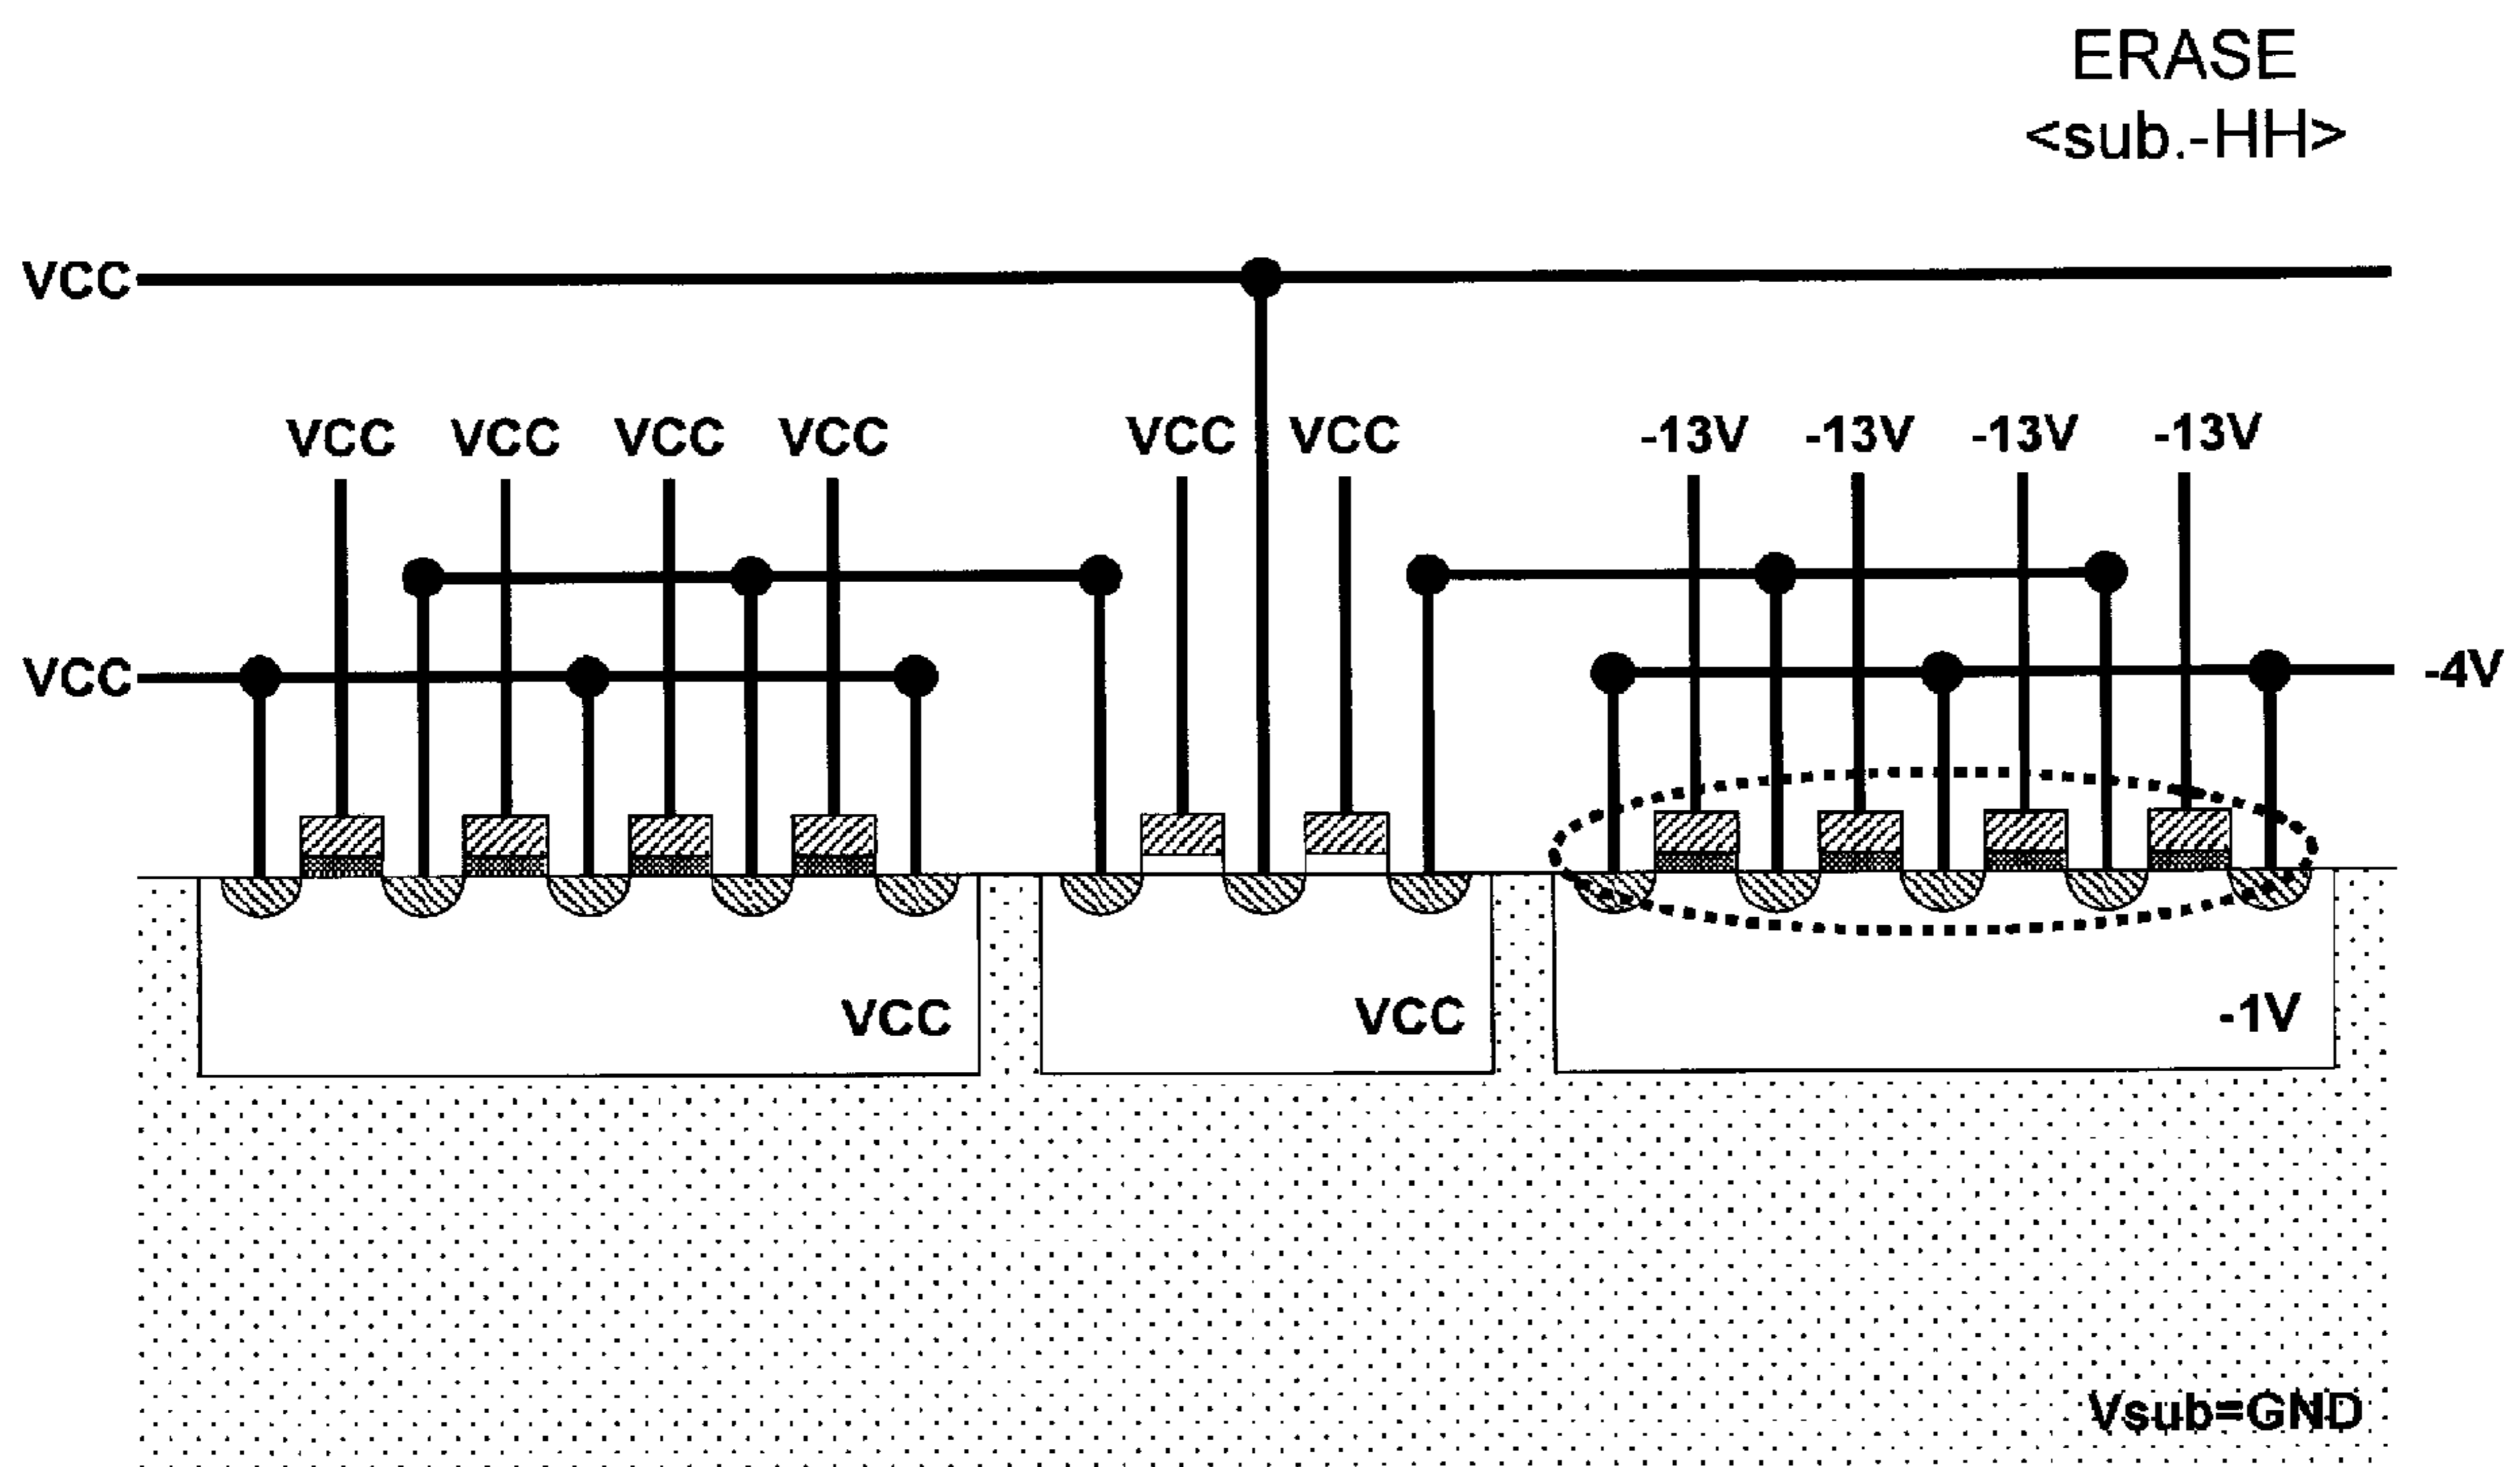 ERASE
<sub.-HH>
VCC
VCC VCC VCC VCC VCC VCC -13V -13V -13V -13V
VCC -4V
VCC VCC -1V
Vsub=GND